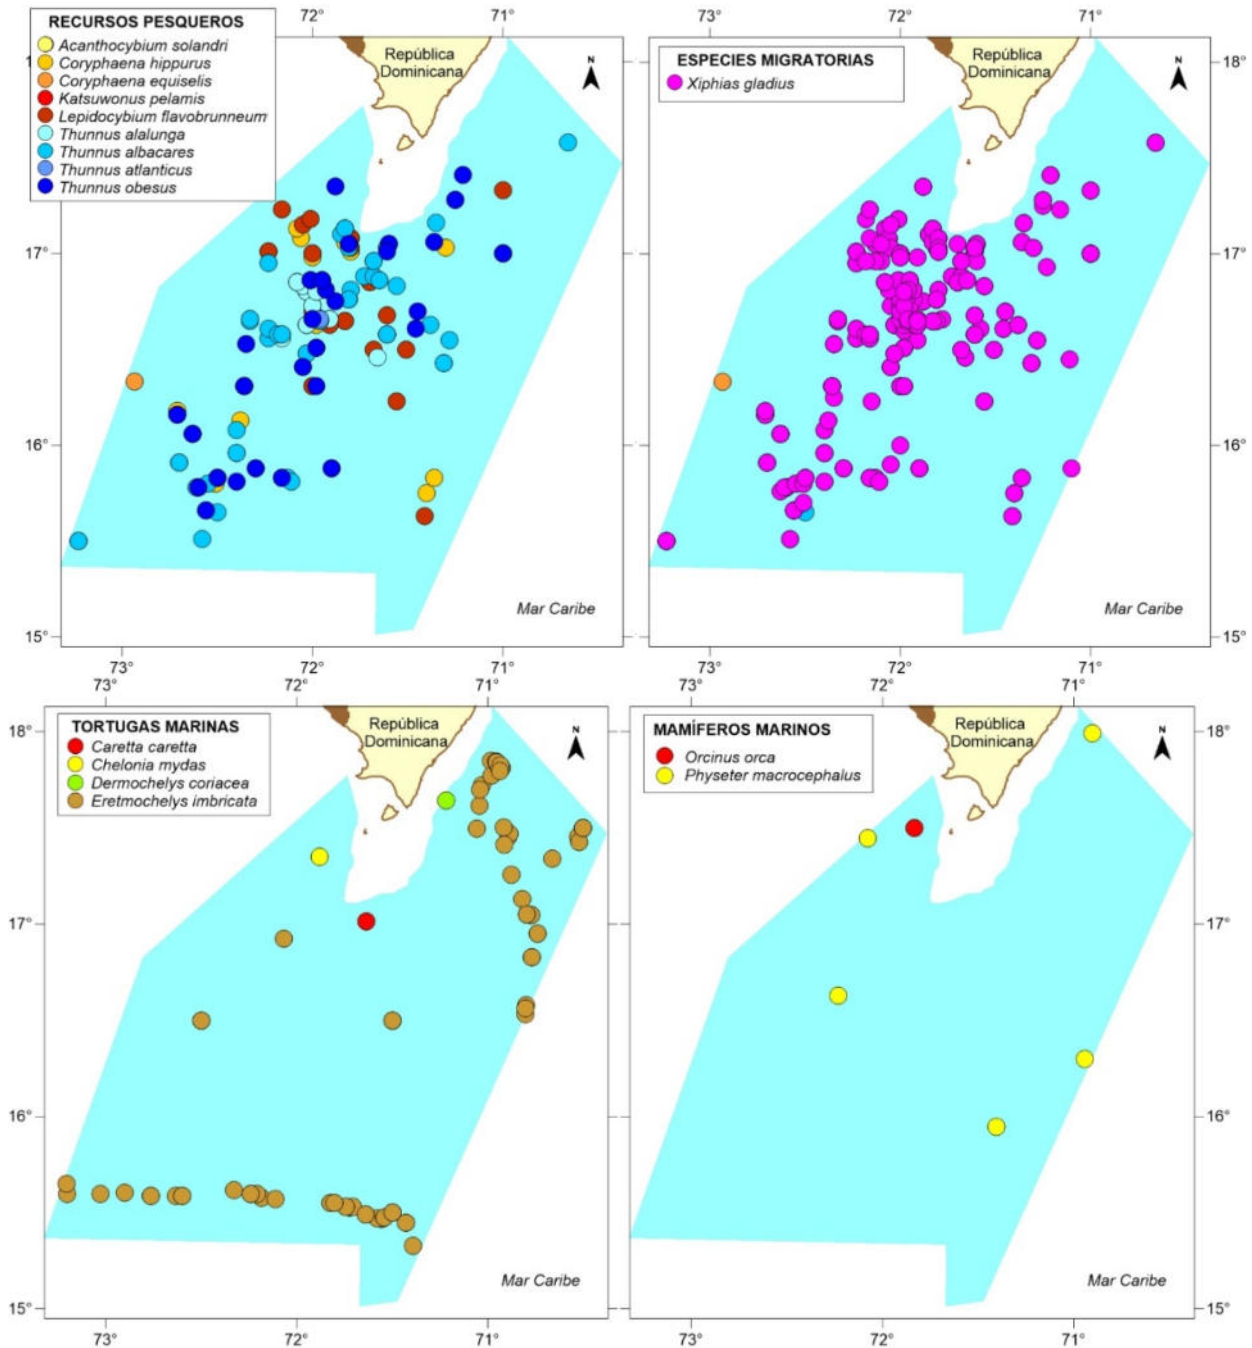 RECURSOS PESQUEROS
Acanthocybium solandri
Coryphaena hippurus
Coryphaena equiselis
Katsuwonus pelamis
Lepidocybium flavobrunneum
Thunnus alalunga
Thunnus albacares
Thunnus atlanticus
Thunnus obesus
72° 71°
República
Dominicana
N
17°
16°
15°
Mar Caribe
73° 72° 71°
ESPECIES MIGRATORIAS
Xiphias gladius
72° 71°
República
Dominicana
N
18°
17°
16°
15°
Mar Caribe
73° 72° 71°
73° 72° 71°
TORTUGAS MARINAS
Caretta caretta
Chelonia mydas
Dermochelys coriacea
Eretmochelys imbricata
República
Dominicana
N
18°
17°
16°
15°
Mar Caribe
73° 72° 71°
73° 72° 71°
MAMÍFEROS MARINOS
Orcinus orca
Physeter macrocephalus
República
Dominicana
N
18°
17°
16°
15°
Mar Caribe
73° 72° 71°